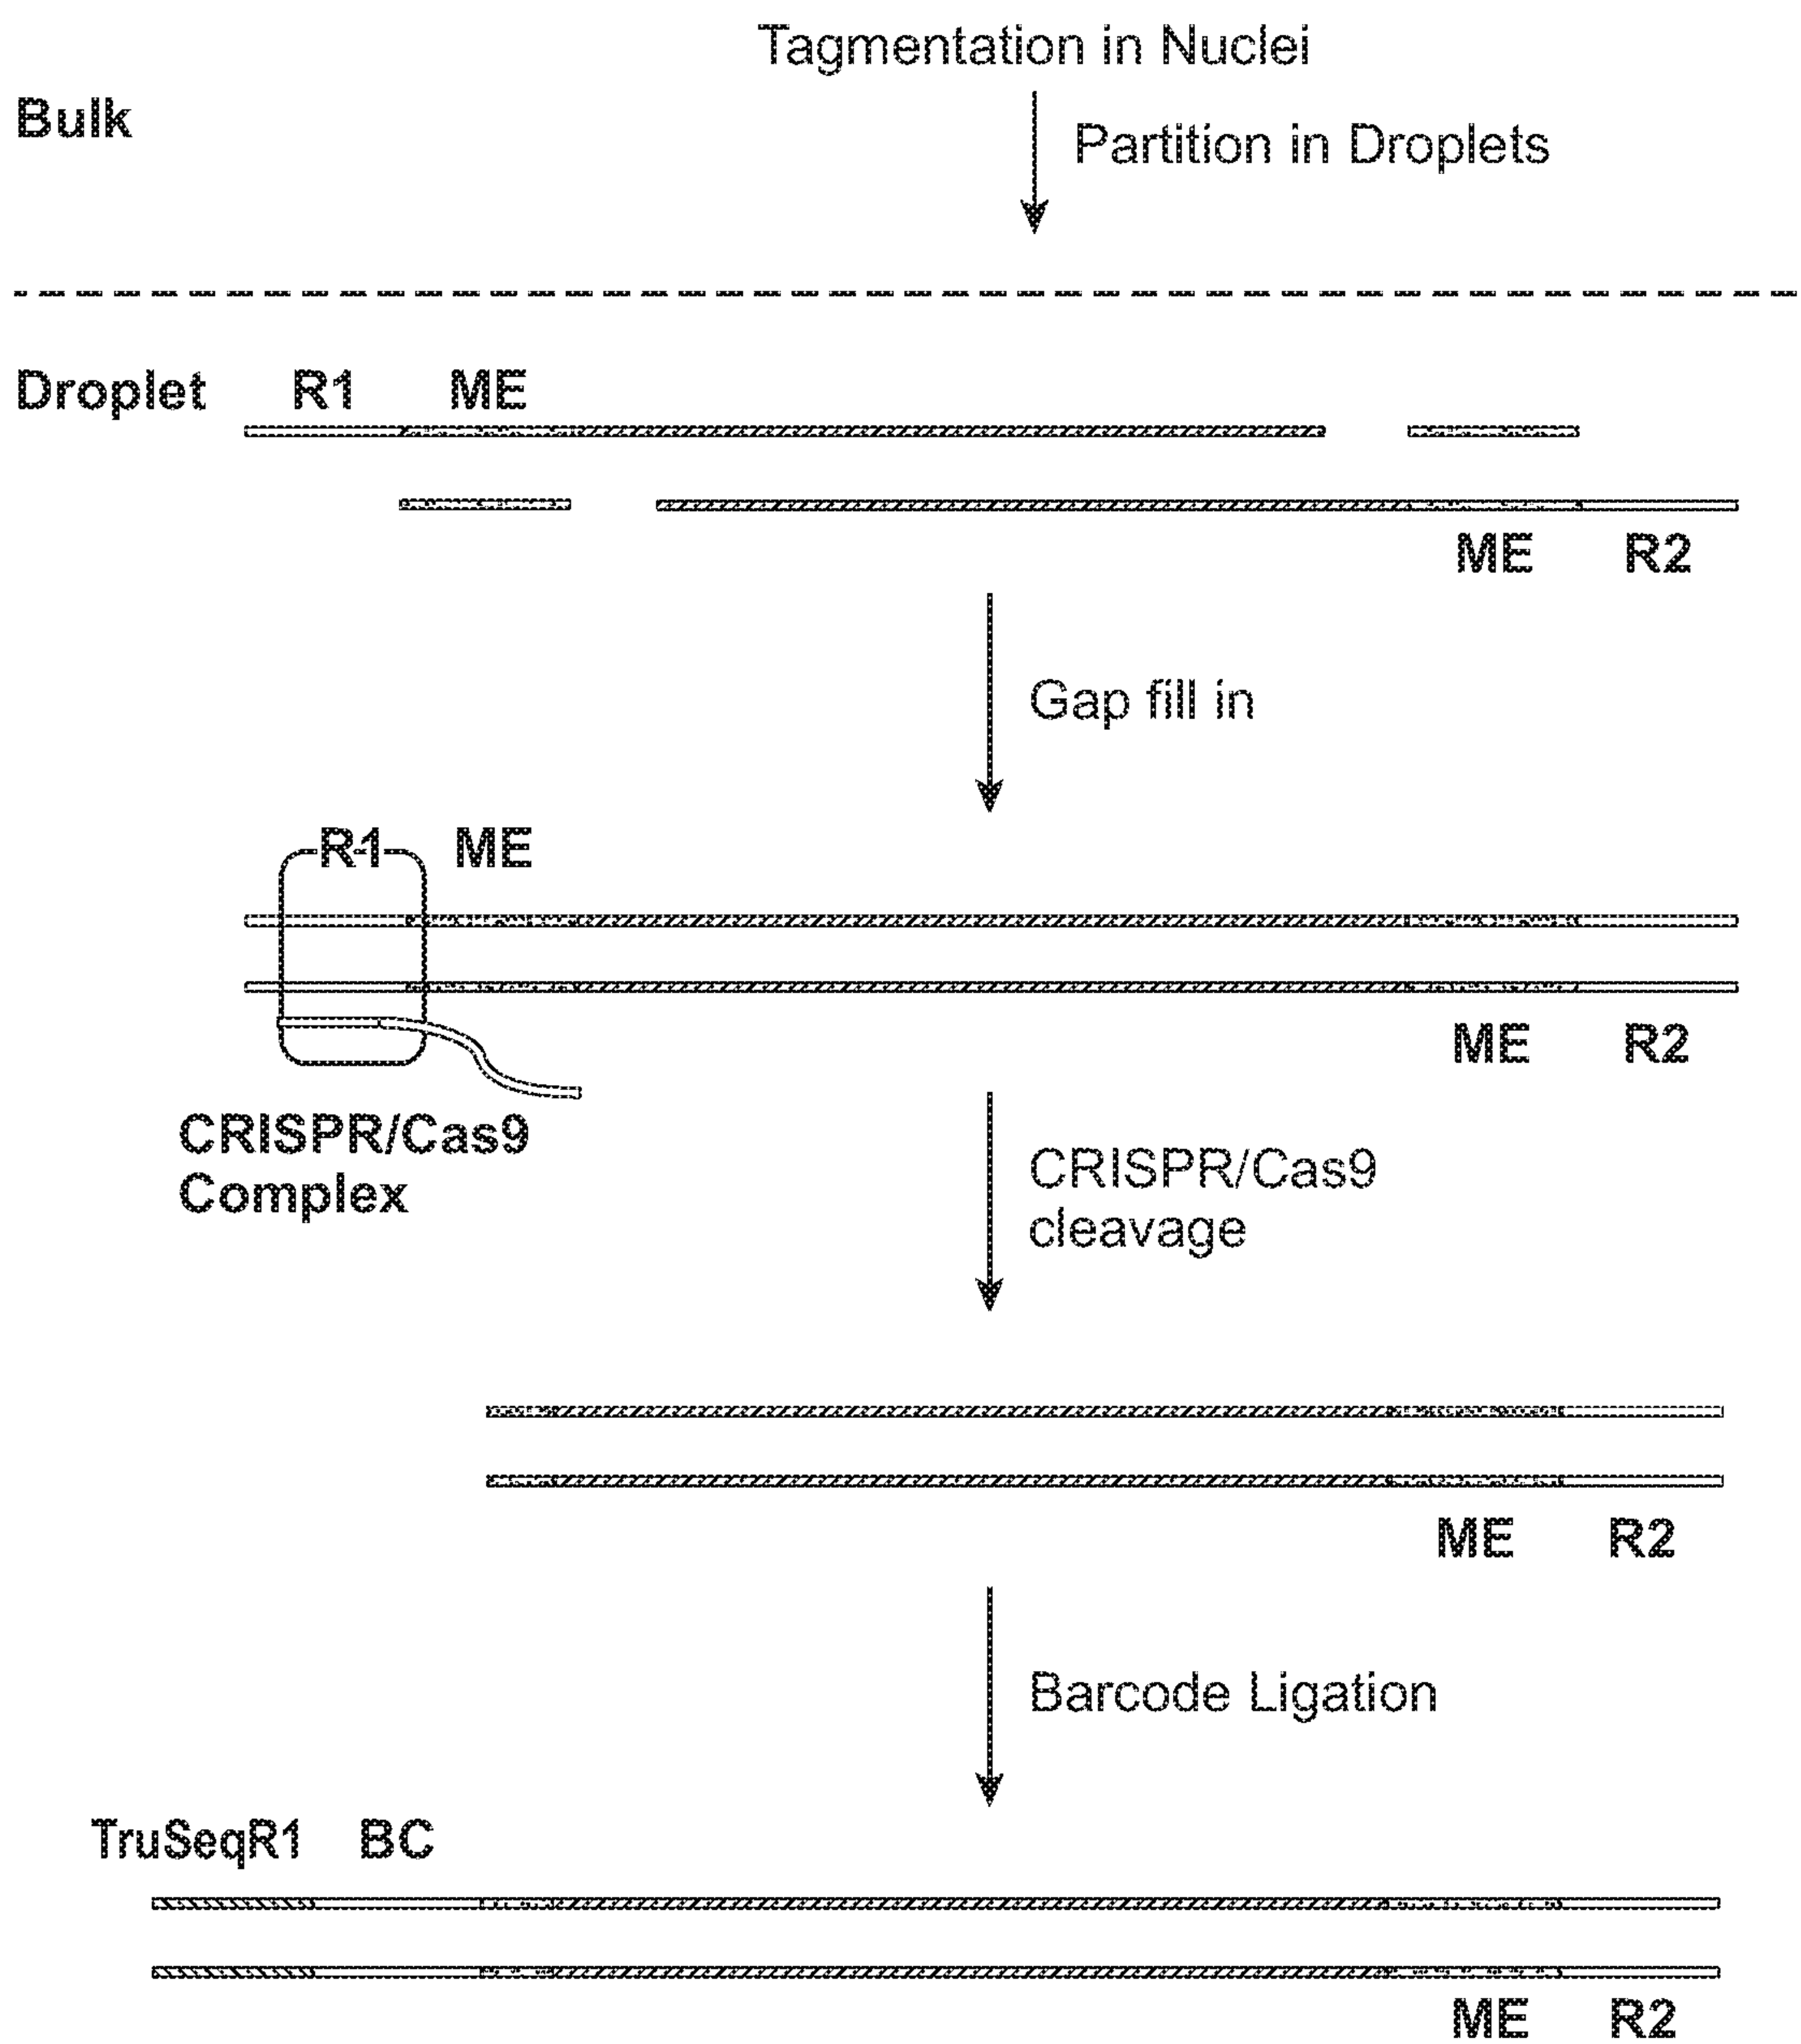 Tagmentation in Nuclei
Bulk
Partition in Droplets
Droplet R1 ME
ME R2
Gap fill in
R1 ME
ME R2
CRISPR/Cas9
Complex
CRISPR/Cas9
cleavage
ME R2
Barcode Ligation
TruSeqR1 BC
ME R2